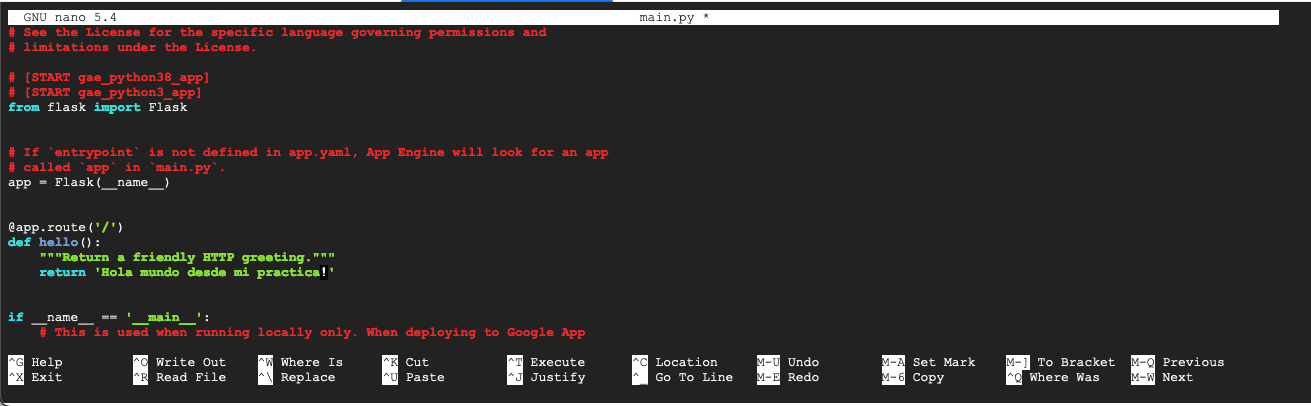 GNU nano 5.4 main.py *
# See the License for the specific language governing permissions and
# limitations under the License.
# [START gae_python38_app]
# [START gae_python3_app]
from flask import Flask
# If `entrypoint` is not defined in app.yaml, App Engine will look for an app
# called `app` in `main.py`.
app = Flask(__name__)
@app.route('/')
def hello():
    """Return a friendly HTTP greeting."""
    return 'Hola mundo desde mi practica!'
if __name__ == '__main__':
    # This is used when running locally only. When deploying to Google App
^G Help ^O Write Out ^W Where Is ^K Cut ^T Execute ^C Location M-U Undo M-A Set Mark M-] To Bracket M-Q Previous
^X Exit ^R Read File ^\ Replace ^U Paste ^J Justify ^_ Go To Line M-E Redo M-6 Copy ^Q Where Was M-W Next